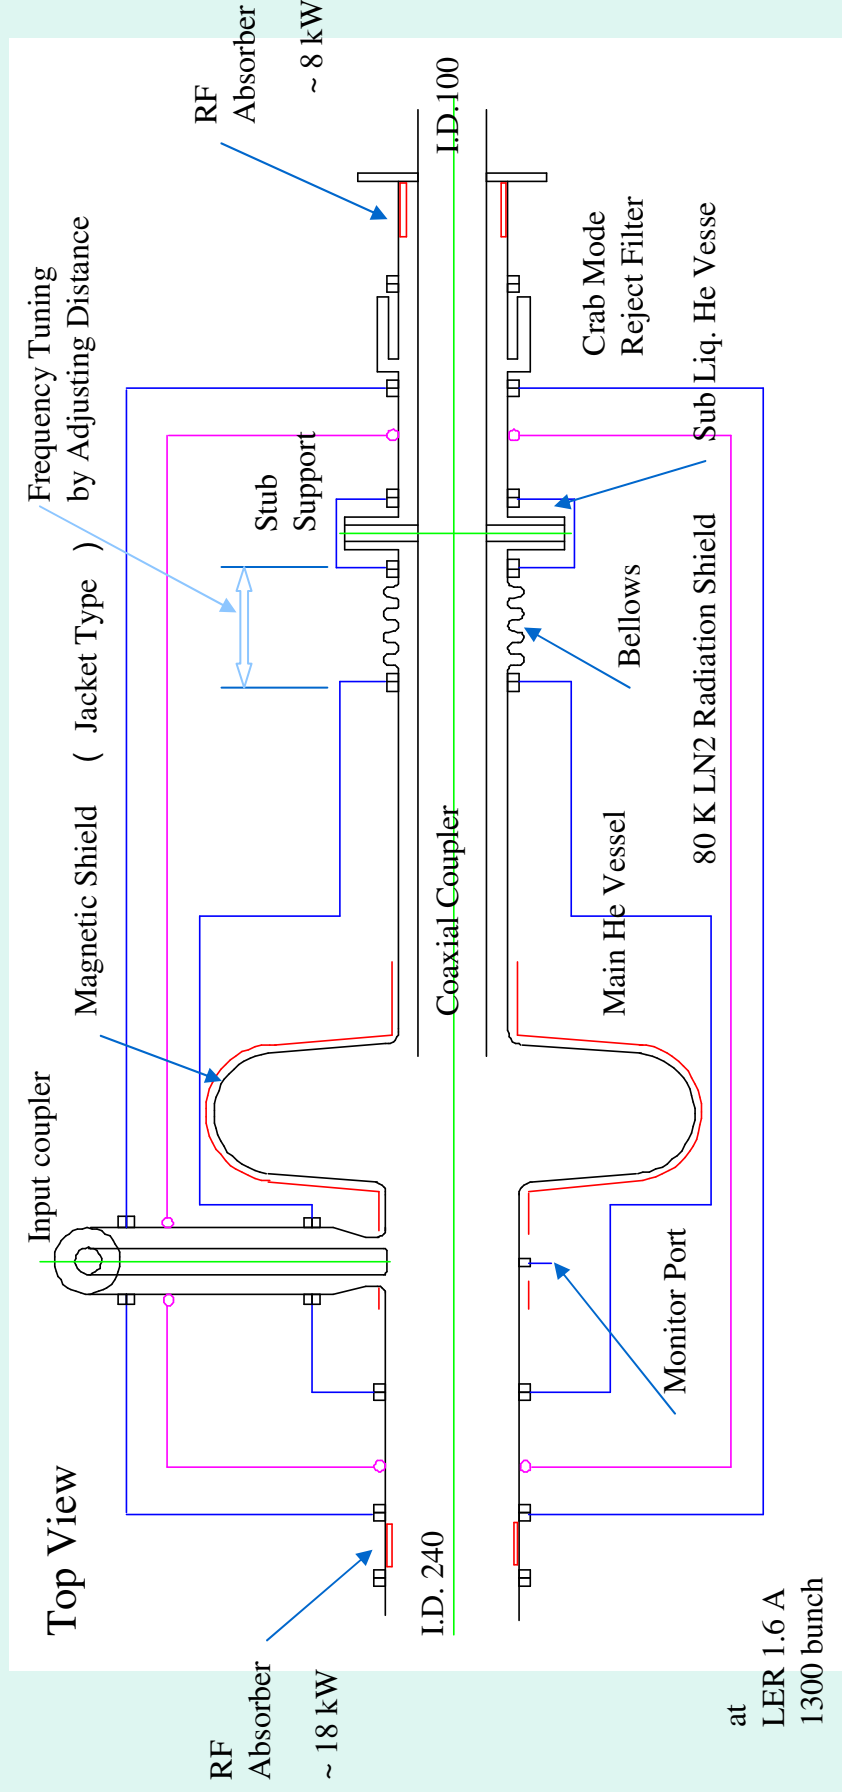 Top View
RF
Absorber
~ 18 kW
I.D. 240
at
LER 1.6 A
1300 bunch
Input coupler
Magnetic Shield ( Jacket Type )
Frequency Tuning
by Adjusting Distance
Stub
Support
RF
Absorber
~ 8 kW
I.D.100
Coaxial Coupler
Monitor Port
Main He Vessel
80 K LN2 Radiation Shield
Bellows
Sub Liq. He Vesse
Crab Mode
Reject Filter